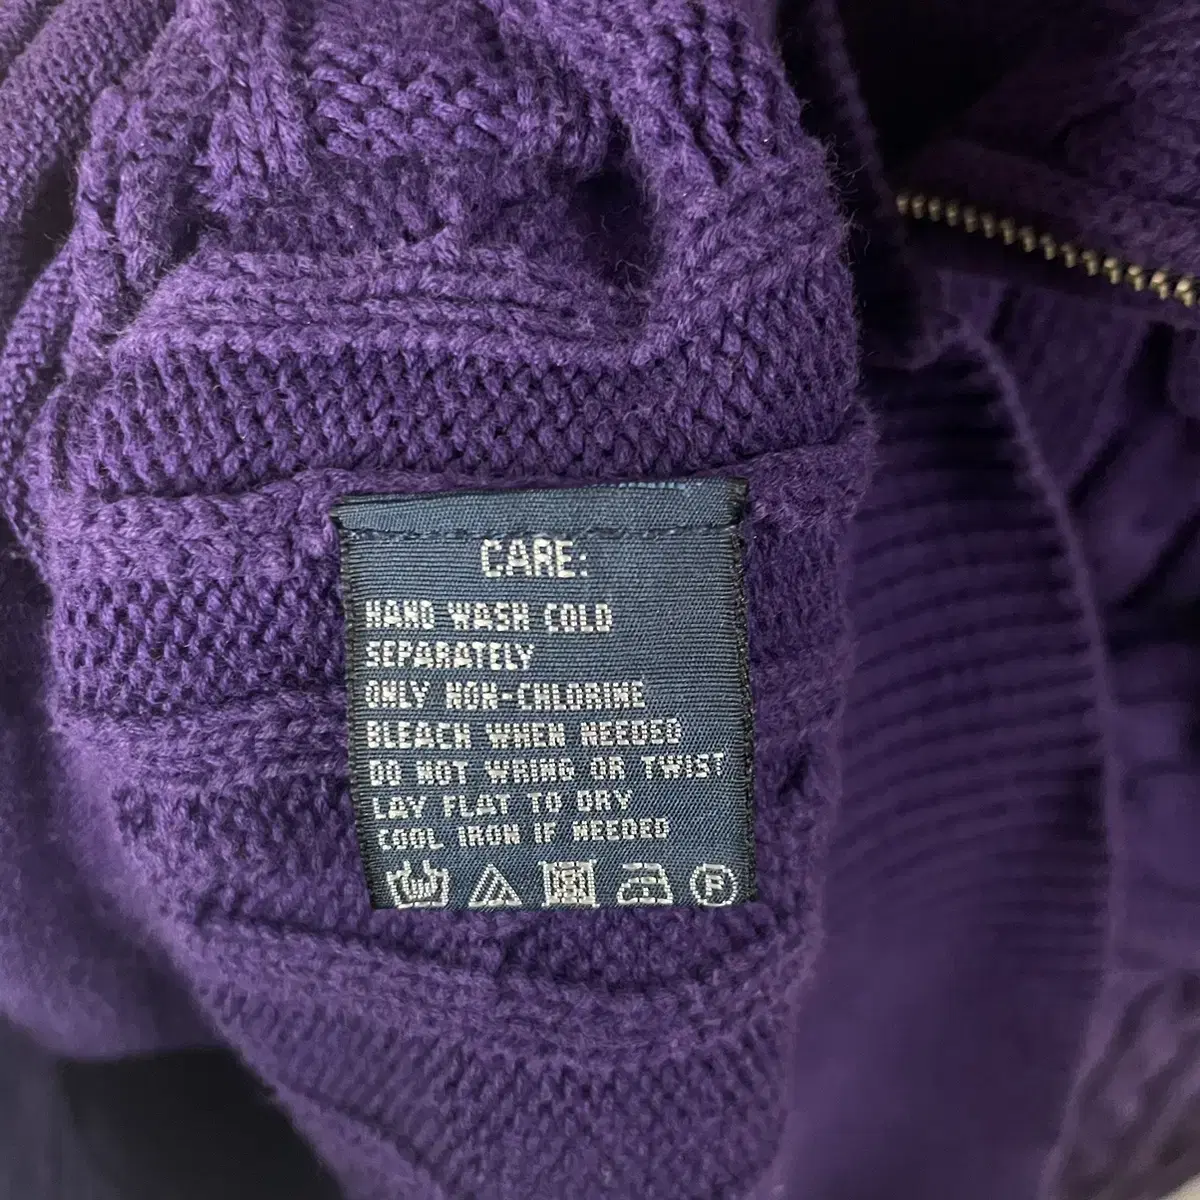 CARE:
HAND WASH COLD
SEPARATELY
ONLY NON-CHLORINE
BLEACH WHEN NEEDED
DO NOT WRING OR TWIST
LAY FLAT TO DRY
COOL IRON IF NEEDED
F